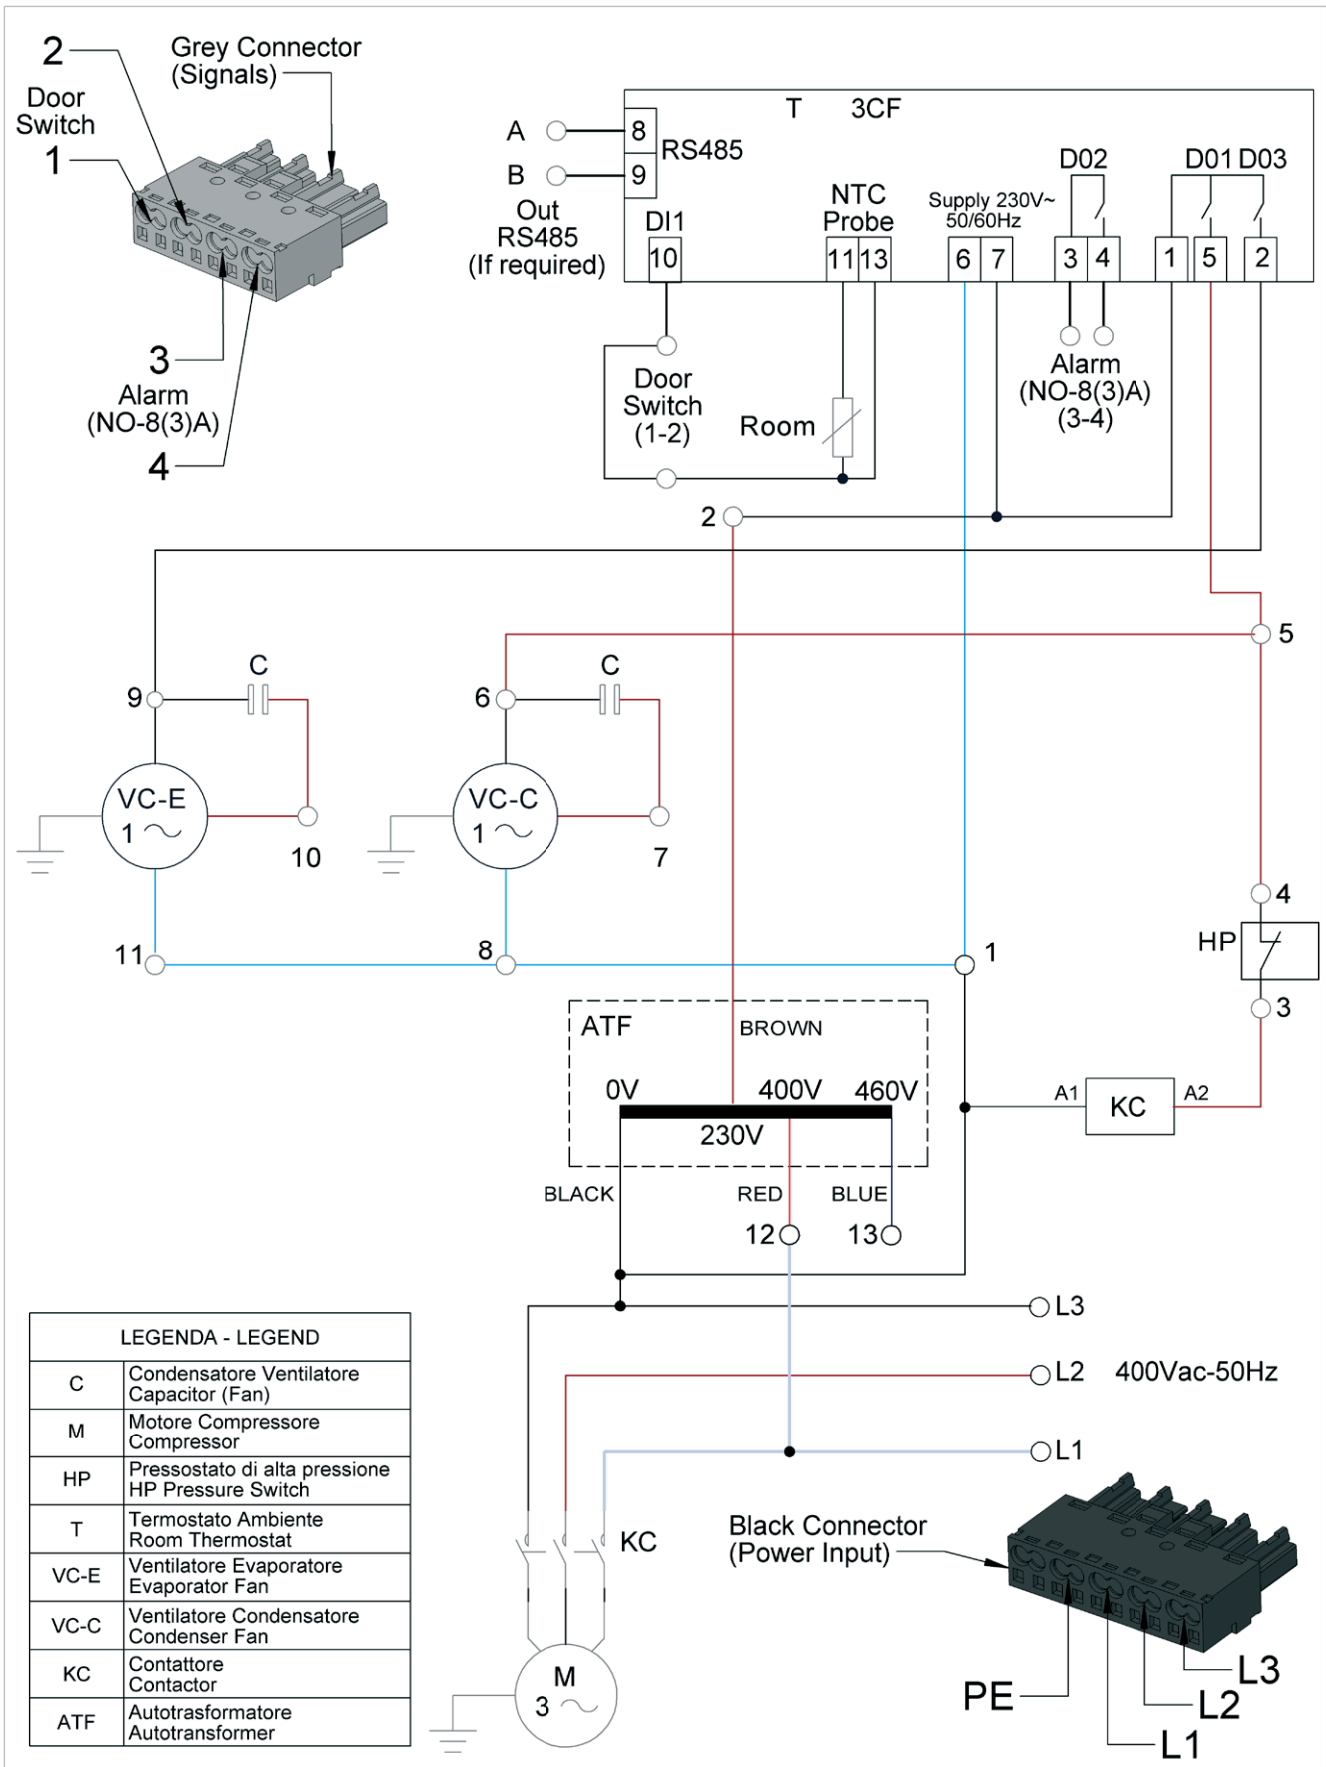 2
Grey Connector
(Signals)
Door
Switch
1
3
Alarm
(NO-8(3)A)
4
T 3CF
A 8
RS485
B 9
Out
RS485
(If required)
DI1
10
NTC
Probe
11 13
Supply 230V~
50/60Hz
6 7
D02
3 4
D01 D03
1 5 2
Door
Switch
(1-2)
Room
Alarm
(NO-8(3)A)
(3-4)
2
5
C
9
C
6
VC-E
1
10
VC-C
1
7
11
8
1
4
HP
3
ATF
BROWN
0V
400V
460V
230V
A1
KC
A2
BLACK
RED
BLUE
12
13
L3
L2 400Vac-50Hz
L1
KC
M
3
LEGENDA - LEGEND
C
Condensatore Ventilatore
Capacitor (Fan)
M
Motore Compressore
Compressor
HP
Pressostato di alta pressione
HP Pressure Switch
T
Termostato Ambiente
Room Thermostat
VC-E
Ventilatore Evaporatore
Evaporator Fan
VC-C
Ventilatore Condensatore
Condenser Fan
KC
Contattore
Contactor
ATF
Autotrasformatore
Autotransformer
Black Connector
(Power Input)
PE
L3
L2
L1